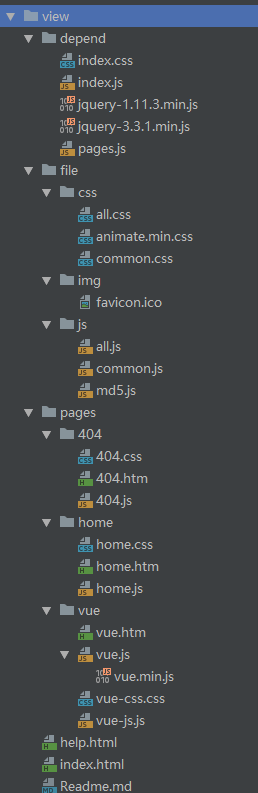 view
depend
index.css
index.js
jquery-1.11.3.min.js
jquery-3.3.1.min.js
pages.js
file
css
all.css
animate.min.css
common.css
img
favicon.ico
js
all.js
common.js
md5.js
pages
404
404.css
404.htm
404.js
home
home.css
home.htm
home.js
vue
vue.htm
vue.js
vue.min.js
vue-css.css
vue-js.js
help.html
index.html
Readme.md